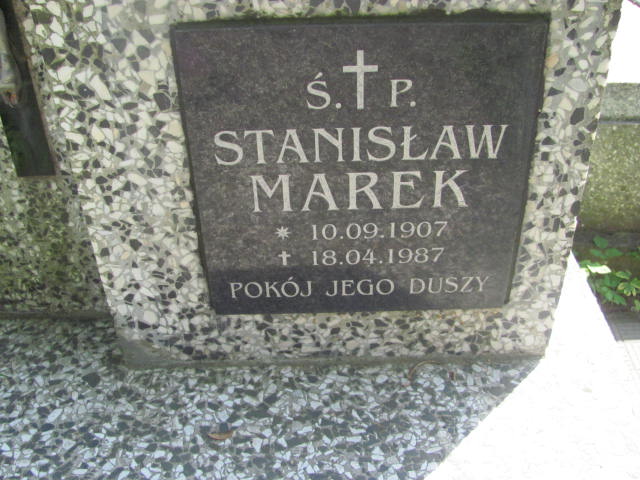 Ś. P.
STANISŁAW
MAREK
* 10.09.1907
† 18.04.1987
POKÓJ JEGO DUSZY